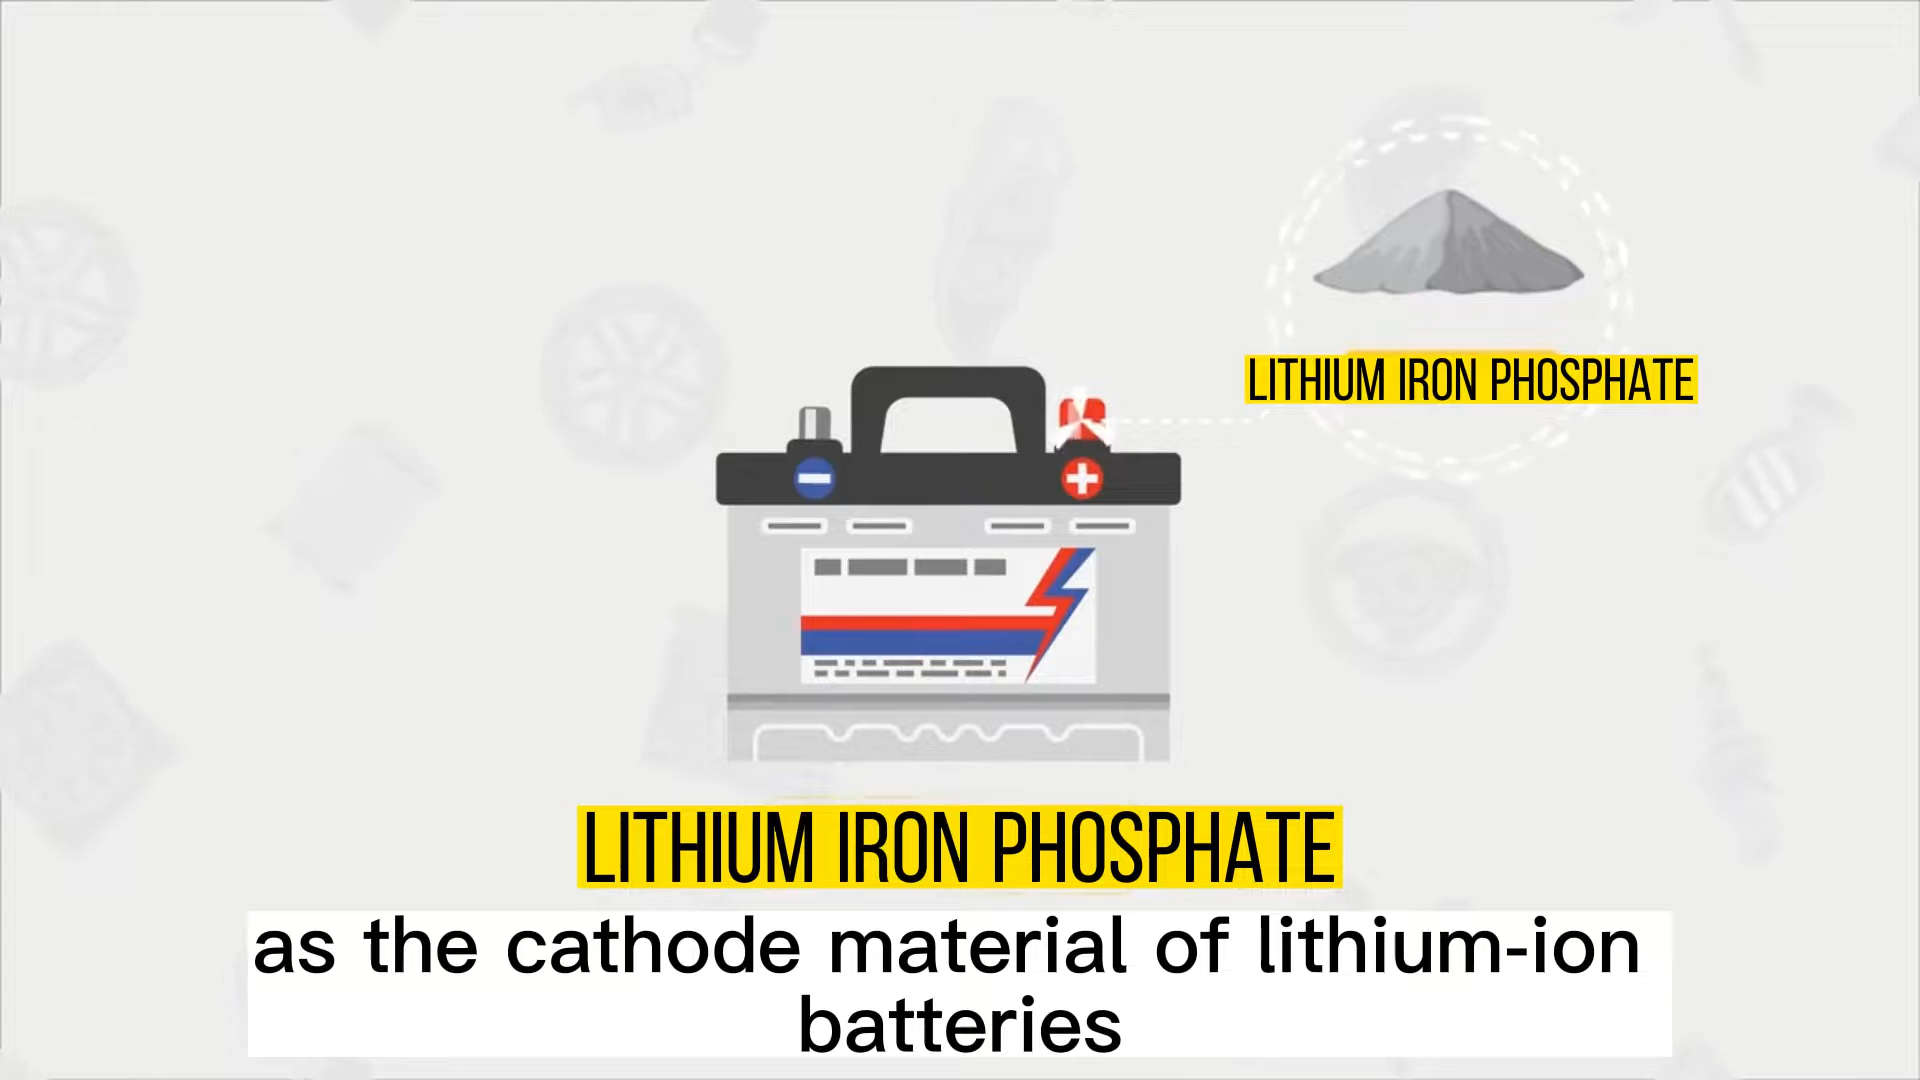 LITHIUM IRON PHOSPHATE
LITHIUM IRON PHOSPHATE
as the cathode material of lithium-ion
batteries